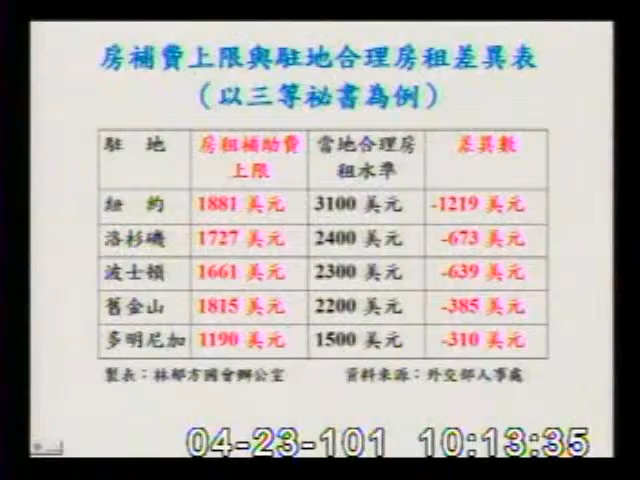 房補費上限與駐地合理房租差異表
（以三等祕書為例）
駐 地 房租補助費上限 當地合理房租水準 差異數
紐 約 1881 美元 3100 美元 -1219 美元
洛杉磯 1727 美元 2400 美元 -673 美元
波士頓 1661 美元 2300 美元 -639 美元
舊金山 1815 美元 2200 美元 -385 美元
多明尼加 1190 美元 1500 美元 -310 美元
製表：林郁方國會辦公室 資料來源：外交部人事處
04-23-101 10:13:35